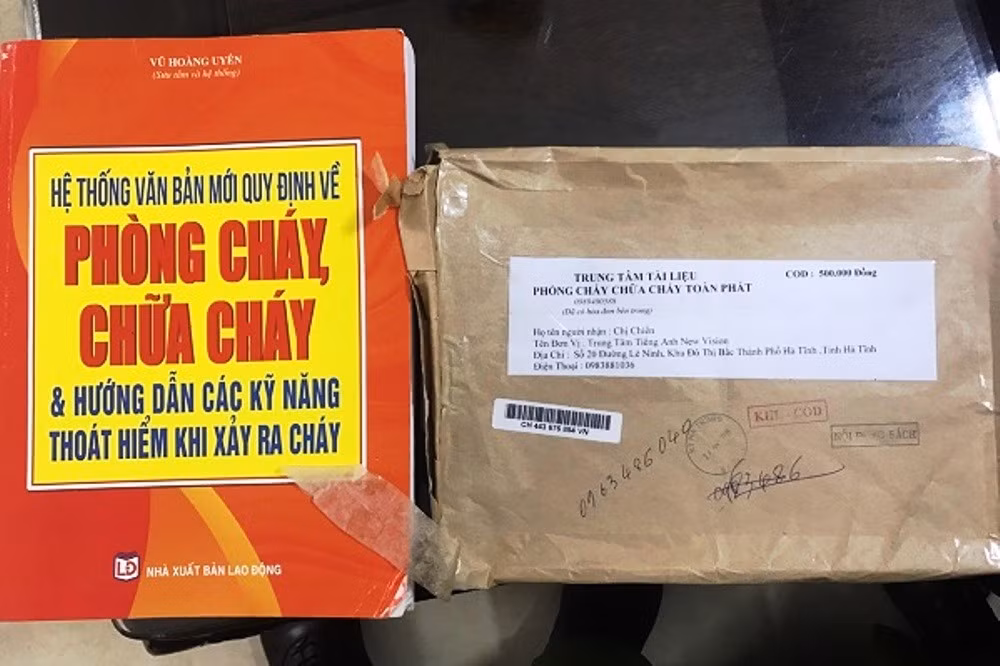 VŨ HOÀNG UYÊN
(Sưu tầm và hệ thống)
HỆ THỐNG VĂN BẢN MỚI QUY ĐỊNH VỀ
PHÒNG CHÁY,
CHỮA CHÁY
& HƯỚNG DẪN CÁC KỸ NĂNG
THOÁT HIỂM KHI XẢY RA CHÁY
LĐ
NHÀ XUẤT BẢN LAO ĐỘNG
TRUNG TÂM TÀI LIỆU
COD : 500.000 Đồng
PHÒNG CHÁY CHỮA CHÁY TOÀN PHÁT
(Đã có hóa đơn bên trong)
Họ tên người nhận : Chị Chiến
Tên Đơn Vị : Trung Tâm Tiếng Anh New Vision
Địa Chỉ : Số 20 Đường Lê Ninh, Khu Đô Thị Bắc Thành Phố Hà Tĩnh , Tỉnh Hà Tĩnh
Điện Thoại : 0983881036
VN
KHL - COD
0963486040